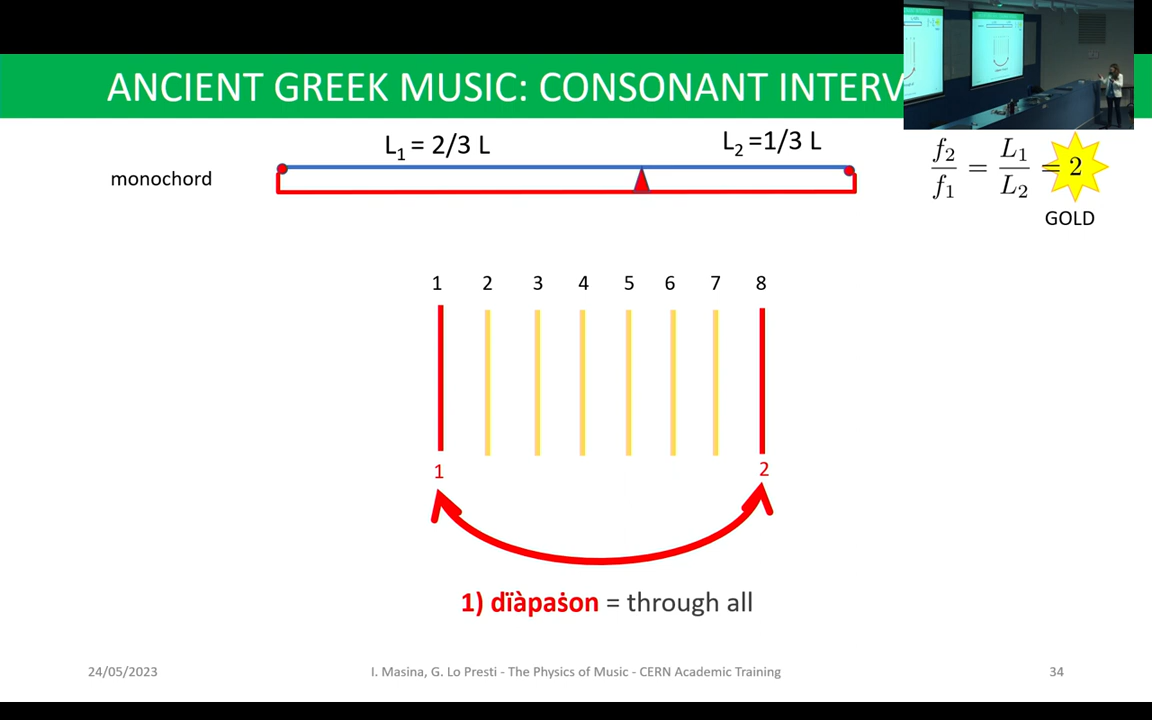 ANCIENT GREEK MUSIC: CONSONANT INTERV
L₁ = 2/3 L
L₂ =1/3 L
monochord
f₂/f₁ = L₁/L₂ = 2
GOLD
1 2 3 4 5 6 7 8
1 2
1) dïàpaṡon = through all
24/05/2023
I. Masina, G. Lo Presti - The Physics of Music - CERN Academic Training
34